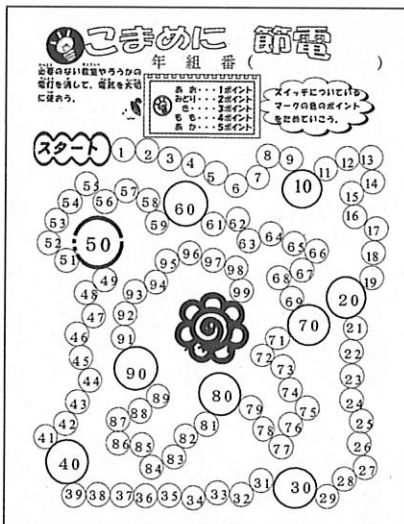 こまめに 節電
年 組 番( )
必要のない教室やろうかの
電灯を消して、電気を大切
に使おう。
あお・・・1ポイント
みどり・・・2ポイント
き・・・3ポイント
もも・・・4ポイント
あか・・・5ポイント
スイッチについている
マークの色のポイント
をためていこう。
スタート
1 2 3 4 5 6 7 8 9 10
11 12 13 14 15 16 17 18 19 20
21 22 23 24 25 26 27 28 29 30
31 32 33 34 35 36 37 38 39 40
41 42 43 44 45 46 47 48 49 50
51 52 53 54 55 56 57 58 59 60
61 62 63 64 65 66 67 68 69 70
71 72 73 74 75 76 77 78 79 80
81 82 83 84 85 86 87 88 89 90
91 92 93 94 95 96 97 98 99